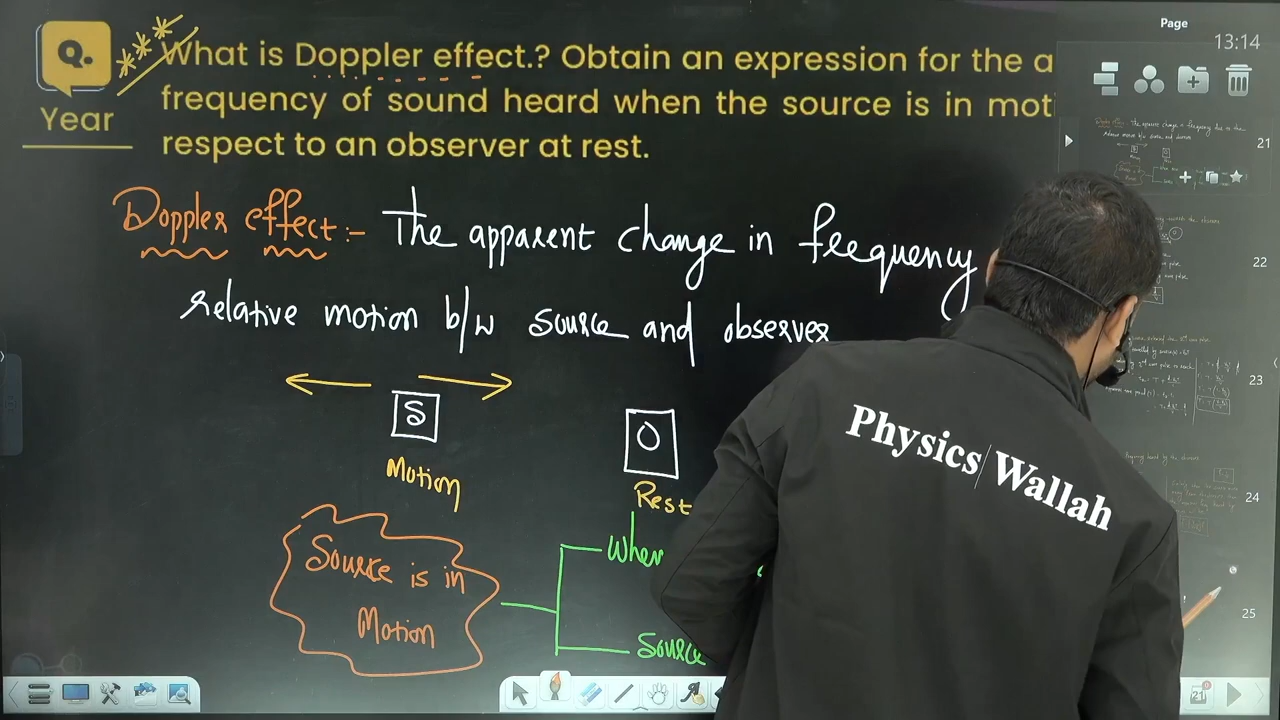 Page
13:14
Q.
Year
What is Doppler effect.? Obtain an expression for the a
frequency of sound heard when the source is in moti
respect to an observer at rest.
Doppler effect:- The apparent change in frequency
relative motion b/w source and observer
S
Motion
O
Rest
Source is in
Motion
When
Source
Physics Wallah
21
22
23
24
25
21